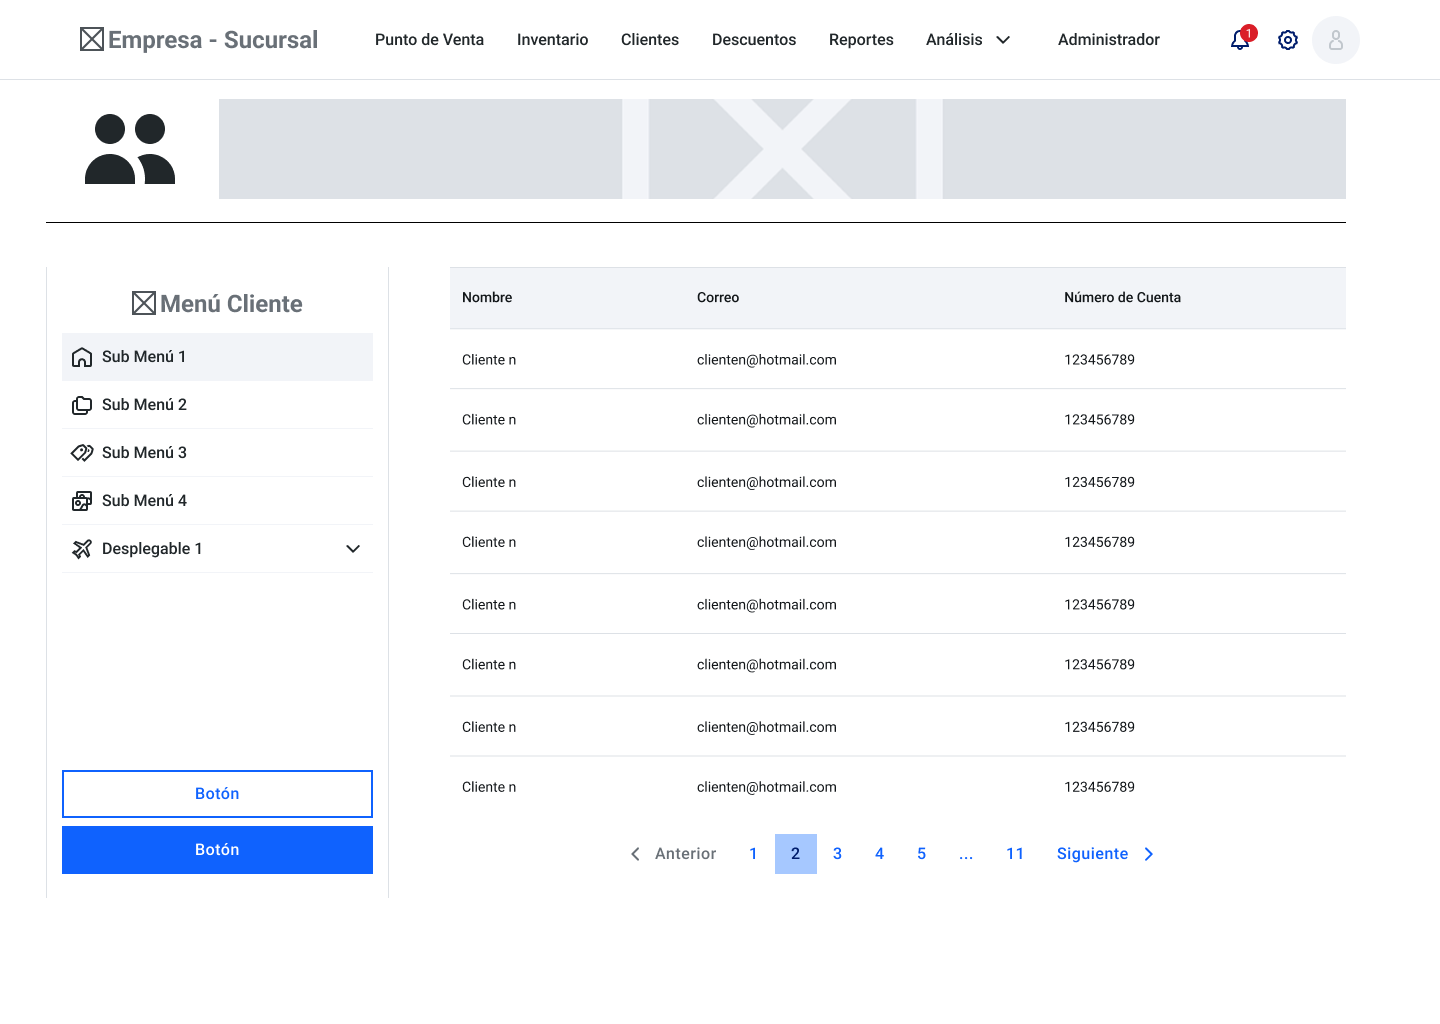 Empresa - Sucursal Punto de Venta Inventario Clientes Descuentos Reportes Análisis Administrador 1
Menú Cliente
Sub Menú 1
Sub Menú 2
Sub Menú 3
Sub Menú 4
Desplegable 1
Botón
Botón
Nombre Correo Número de Cuenta
Cliente n clienten@hotmail.com 123456789
Cliente n clienten@hotmail.com 123456789
Cliente n clienten@hotmail.com 123456789
Cliente n clienten@hotmail.com 123456789
Cliente n clienten@hotmail.com 123456789
Cliente n clienten@hotmail.com 123456789
Cliente n clienten@hotmail.com 123456789
Cliente n clienten@hotmail.com 123456789
Anterior 1 2 3 4 5 ... 11 Siguiente